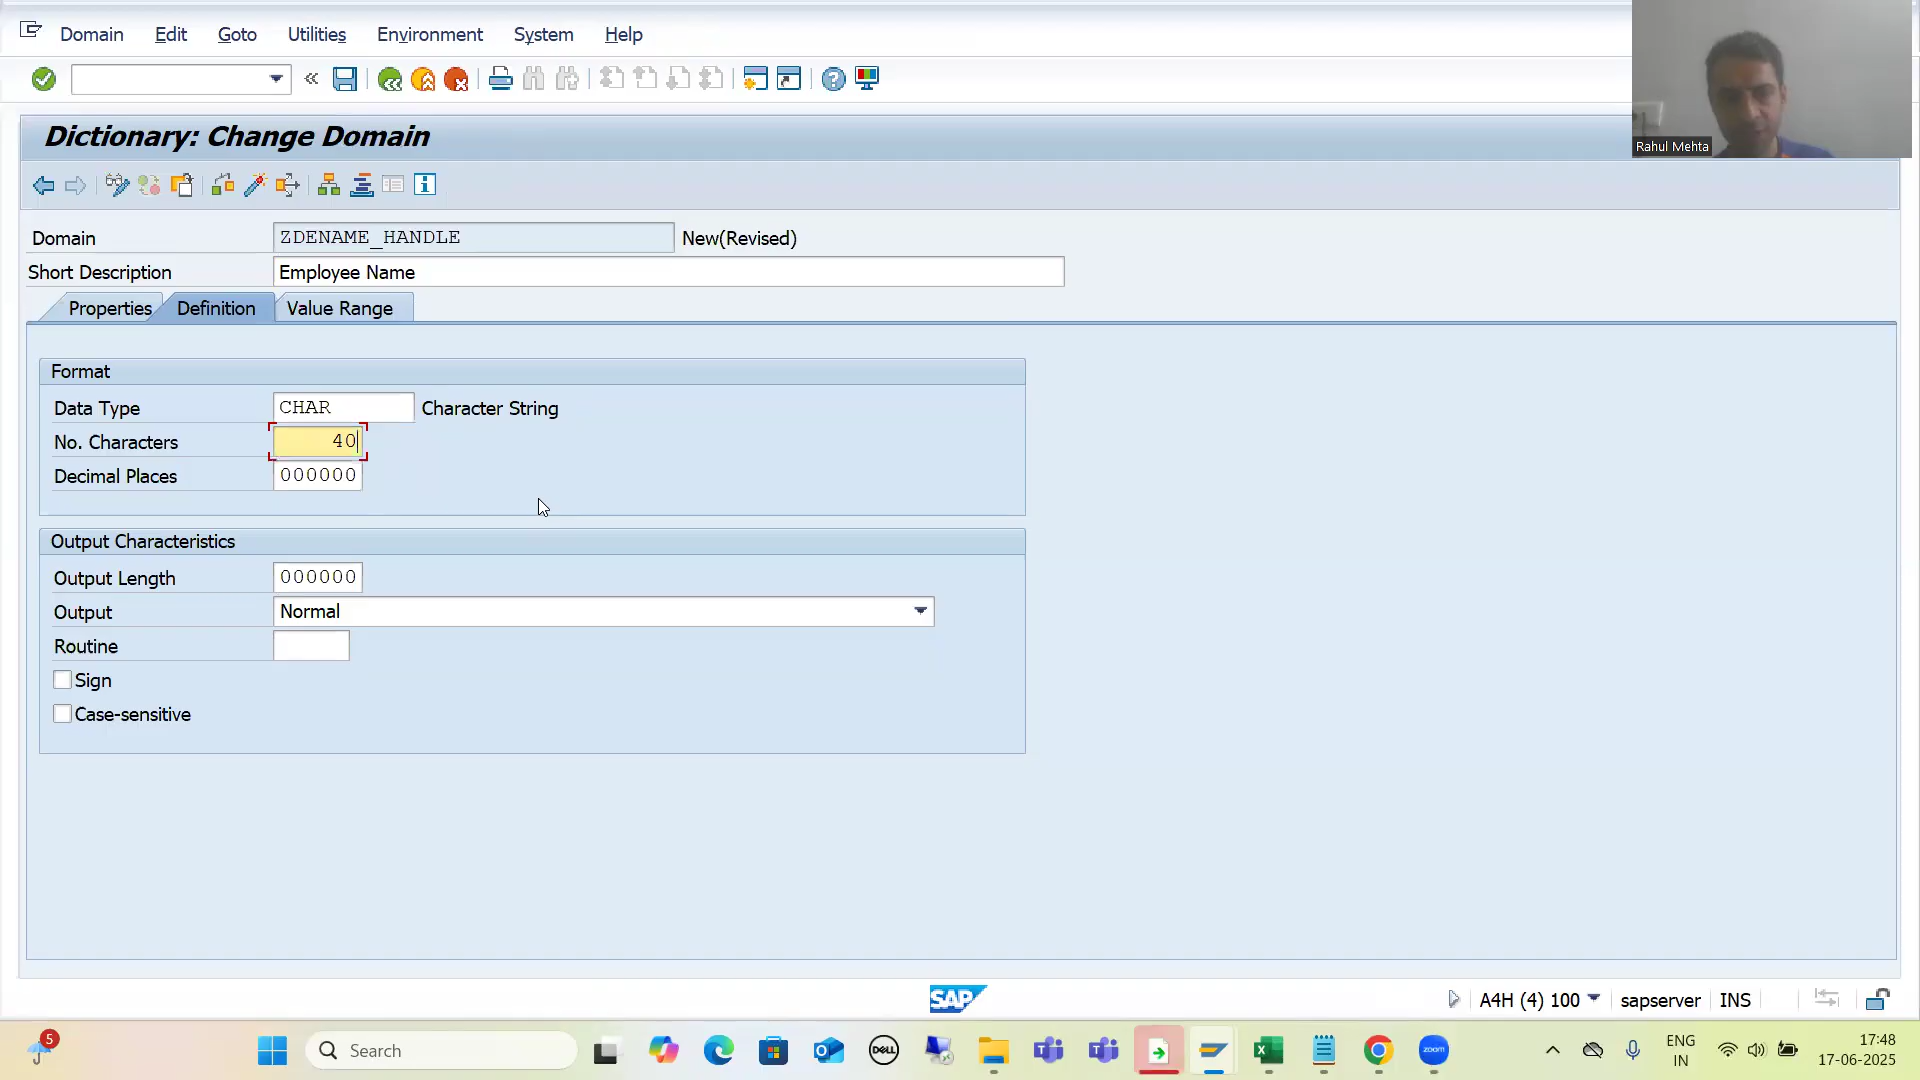 Domain Edit Goto Utilities Environment System Help
Rahul Mehta
Dictionary: Change Domain
Domain ZDENAME_HANDLE New(Revised)
Short Description Employee Name
Properties Definition Value Range
Format
Data Type CHAR Character String
No. Characters 40
Decimal Places 000000
Output Characteristics
Output Length 000000
Output Normal
Routine
Sign
Case-sensitive
SAP A4H (4) 100 sapserver INS
5 Search DELL zoom ENG 17:48
IN 17-06-2025